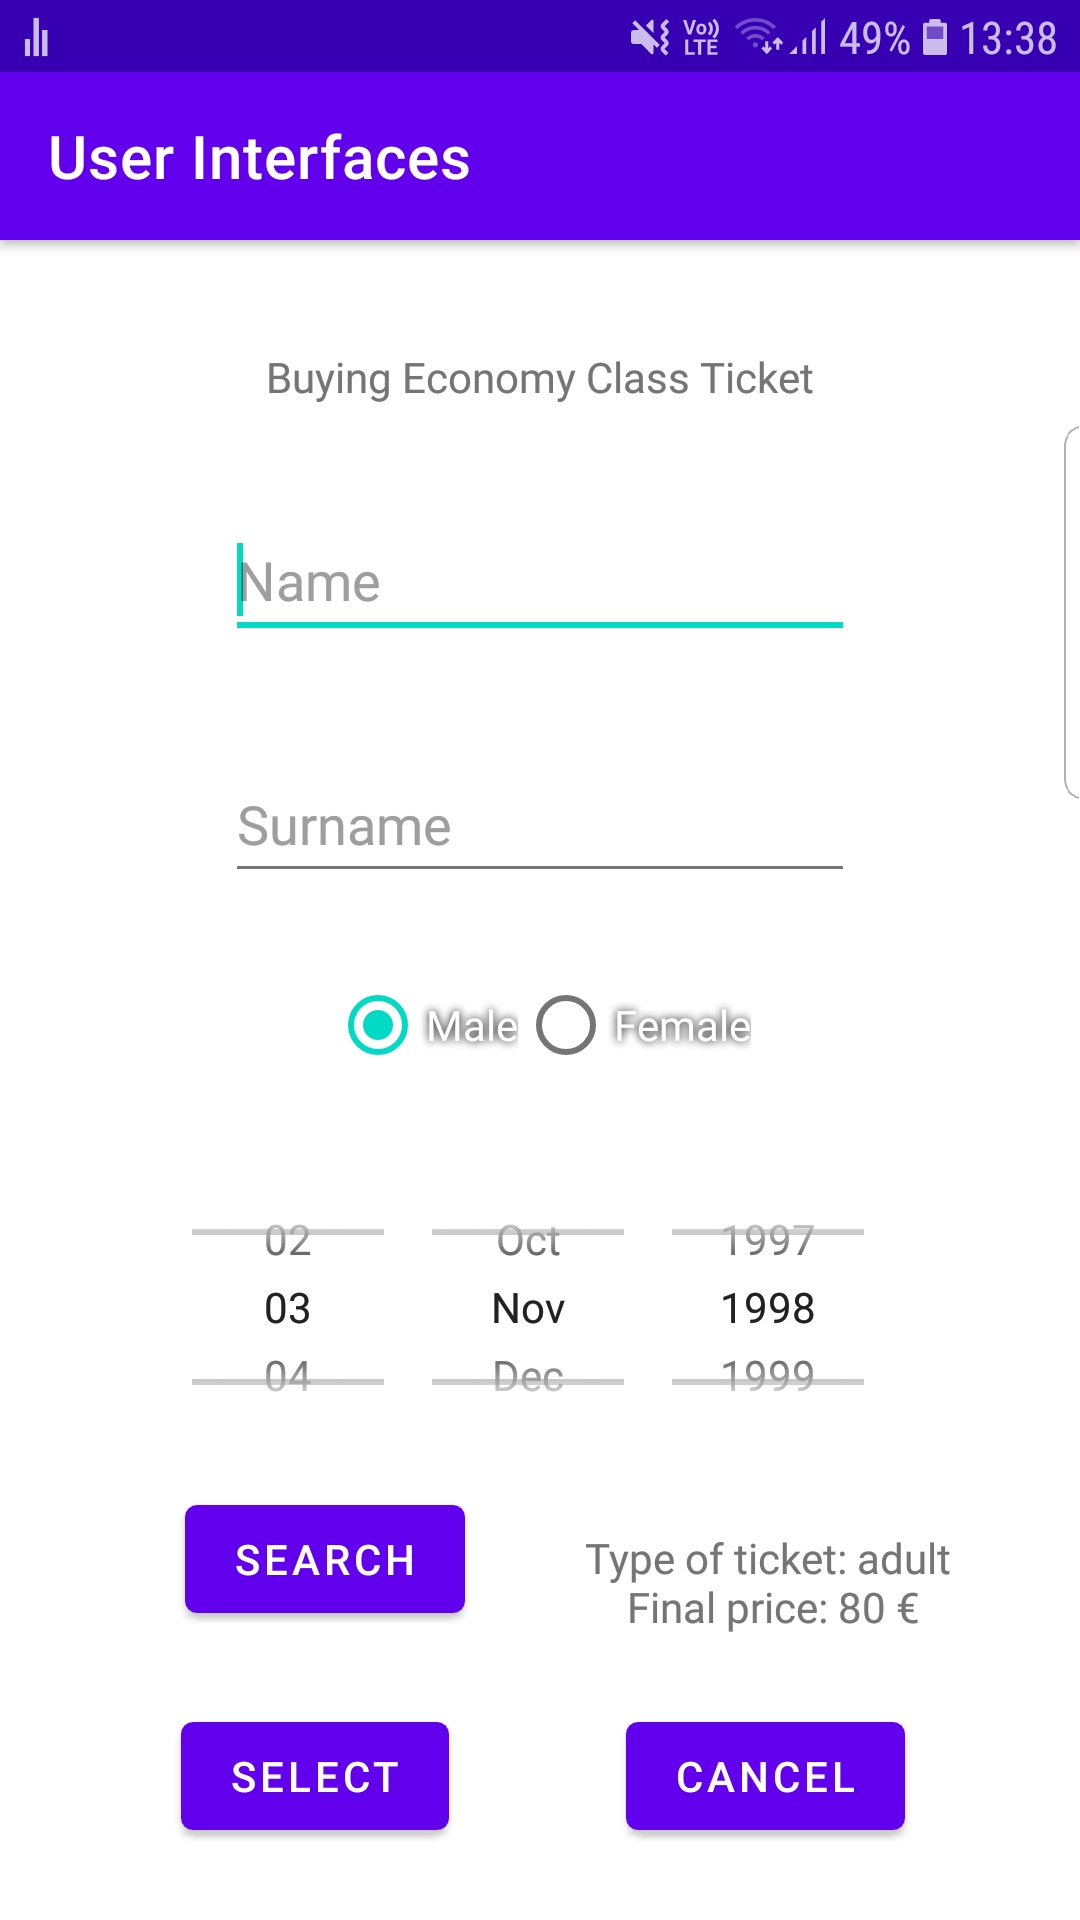 Vo)) LTE 49% 13:38
User Interfaces
Buying Economy Class Ticket
Name
Surname
Male Female
02 Oct 1997
03 Nov 1998
04 Dec 1999
SEARCH
Type of ticket: adult
Final price: 80 €
SELECT CANCEL